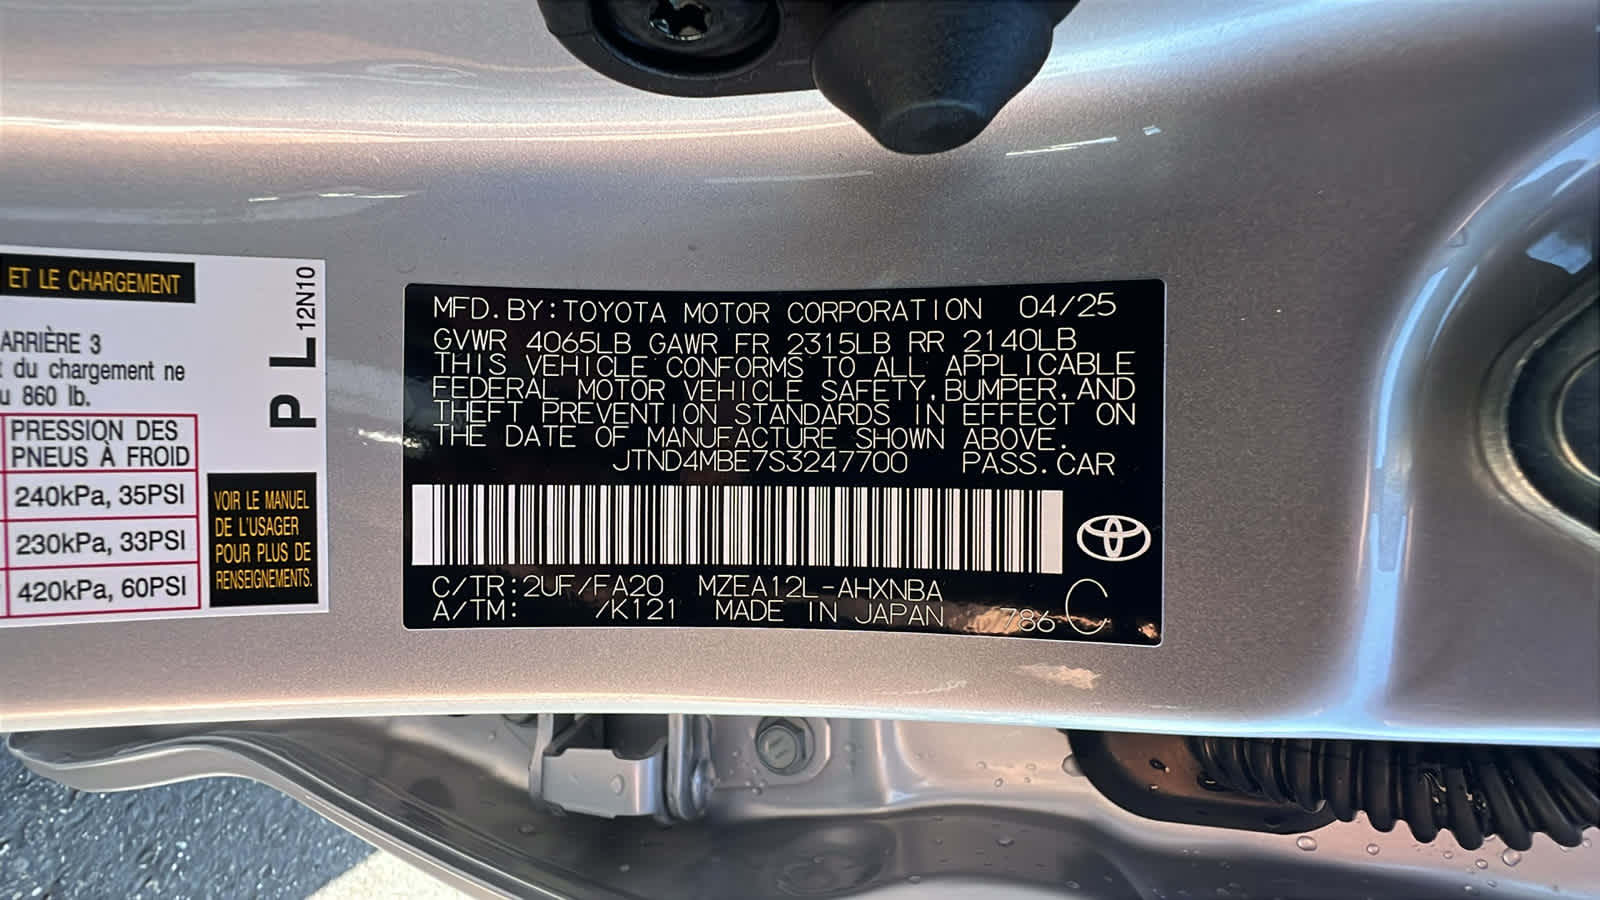 ET LE CHARGEMENT
ARRIÈRE 3
du chargement ne
860 lb.
PRESSION DES
PNEUS À FROID
240kPa, 35PSI
230kPa, 33PSI
420kPa, 60PSI
P L
12N10
VOIR LE MANUEL
DE L'USAGER
POUR PLUS DE
RENSEIGNEMENTS.
MFD. BY: TOYOTA MOTOR CORPORATION 04/25
GVWR 4065LB GAWR FR 2315LB RR 2140LB
THIS VEHICLE CONFORMS TO ALL APPLICABLE
FEDERAL MOTOR VEHICLE SAFETY, BUMPER, AND
THEFT PREVENTION STANDARDS IN EFFECT ON
THE DATE OF MANUFACTURE SHOWN ABOVE.
JTND4MBE7S3247700 PASS. CAR
C/TR: 2UF/FA20 MZEA12L-AHXNBA
A/TM: /K121 MADE IN JAPAN 786 C